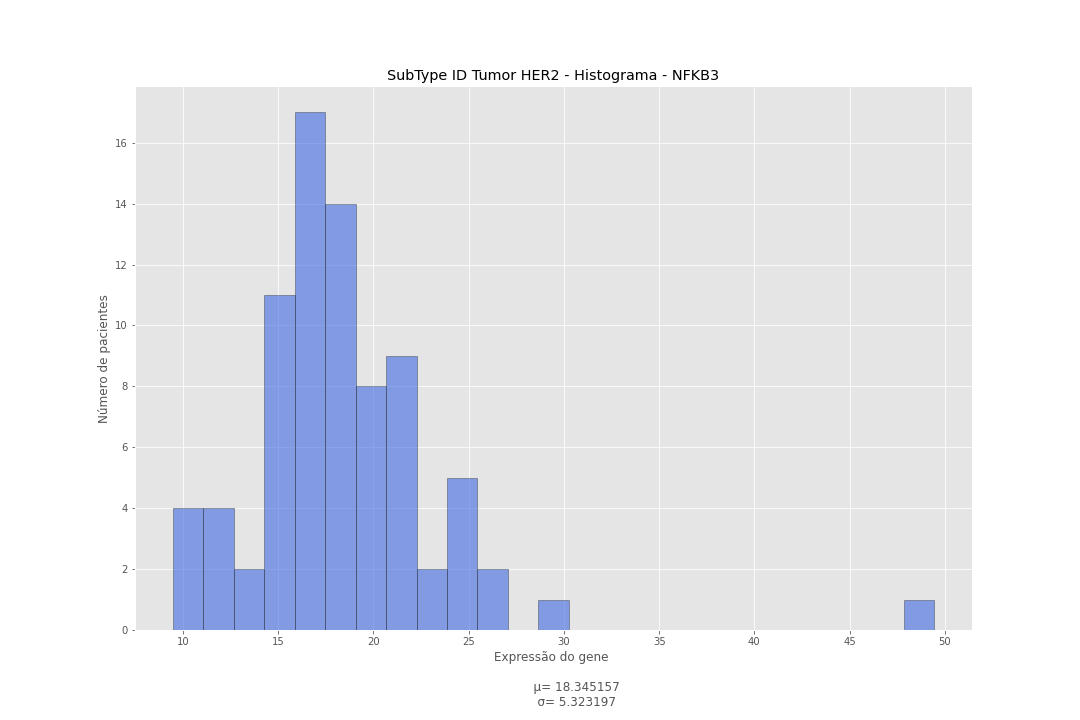 SubType ID Tumor HER2 - Histograma - NFKB3
16
14
12
10
8
6
4
2
0
Número de pacientes
10 15 20 25 30 35 40 45 50
Expressão do gene
μ= 18.345157
σ= 5.323197